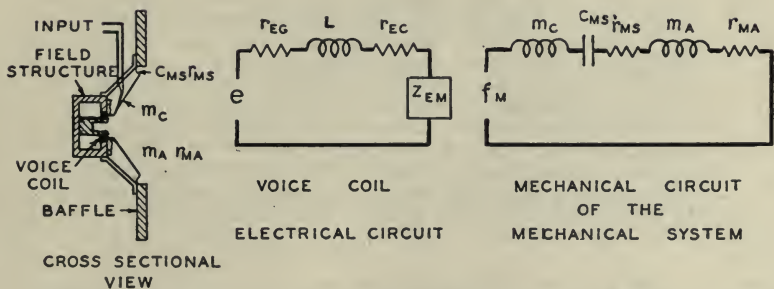 INPUT
FIELD
STRUCTURE
C_MS r_MS
m_C
m_A r_MA
VOICE
COIL
BAFFLE
CROSS SECTIONAL
VIEW
r_EG L r_EC
e
Z_EM
VOICE COIL
ELECTRICAL CIRCUIT
m_C C_MS r_MS m_A r_MA
f_M
MECHANICAL CIRCUIT
OF THE
MECHANICAL SYSTEM